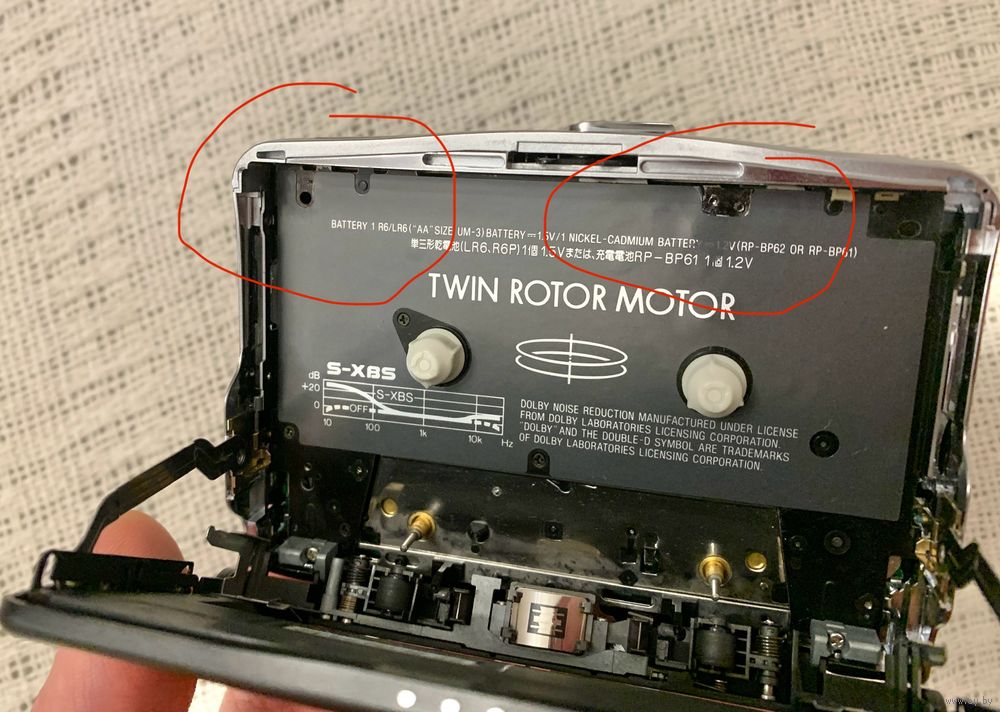 BATTERY 1 R6/LR6("AA"SIZE, UM-3) BATTERY ⎓ 1.5V/1 NICKEL-CADMIUM BATTERY ⎓ 1.2V(RP-BP62 OR RP-BP61)
単三形乾電池(LR6、R6P)1個 1.5Vまたは、充電電池RP-BP61 1個 1.2V
TWIN ROTOR MOTOR
S-XBS
dB
+20
S-XBS
0
OFF
10 100 1k 10k Hz
DOLBY NOISE REDUCTION MANUFACTURED UNDER LICENSE
FROM DOLBY LABORATORIES LICENSING CORPORATION.
"DOLBY" AND THE DOUBLE-D SYMBOL ARE TRADEMARKS
OF DOLBY LABORATORIES LICENSING CORPORATION.